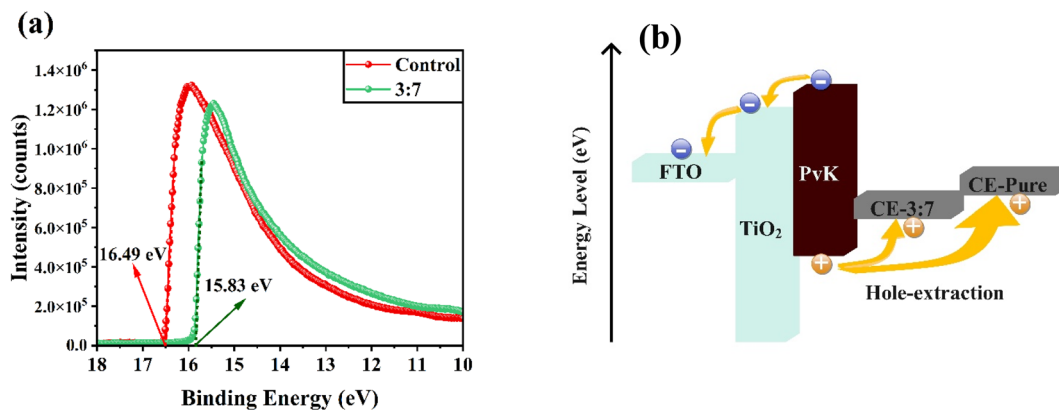 (a)
Intensity (counts)
1.4×10⁶
1.2×10⁶
1.0×10⁶
8.0×10⁵
6.0×10⁵
4.0×10⁵
2.0×10⁵
0.0
Control
3:7
16.49 eV
15.83 eV
18 17 16 15 14 13 12 11 10
Binding Energy (eV)
(b)
Energy Level (eV)
FTO
TiO₂
PvK
CE-3:7
CE-Pure
Hole-extraction
− − −
+ + +